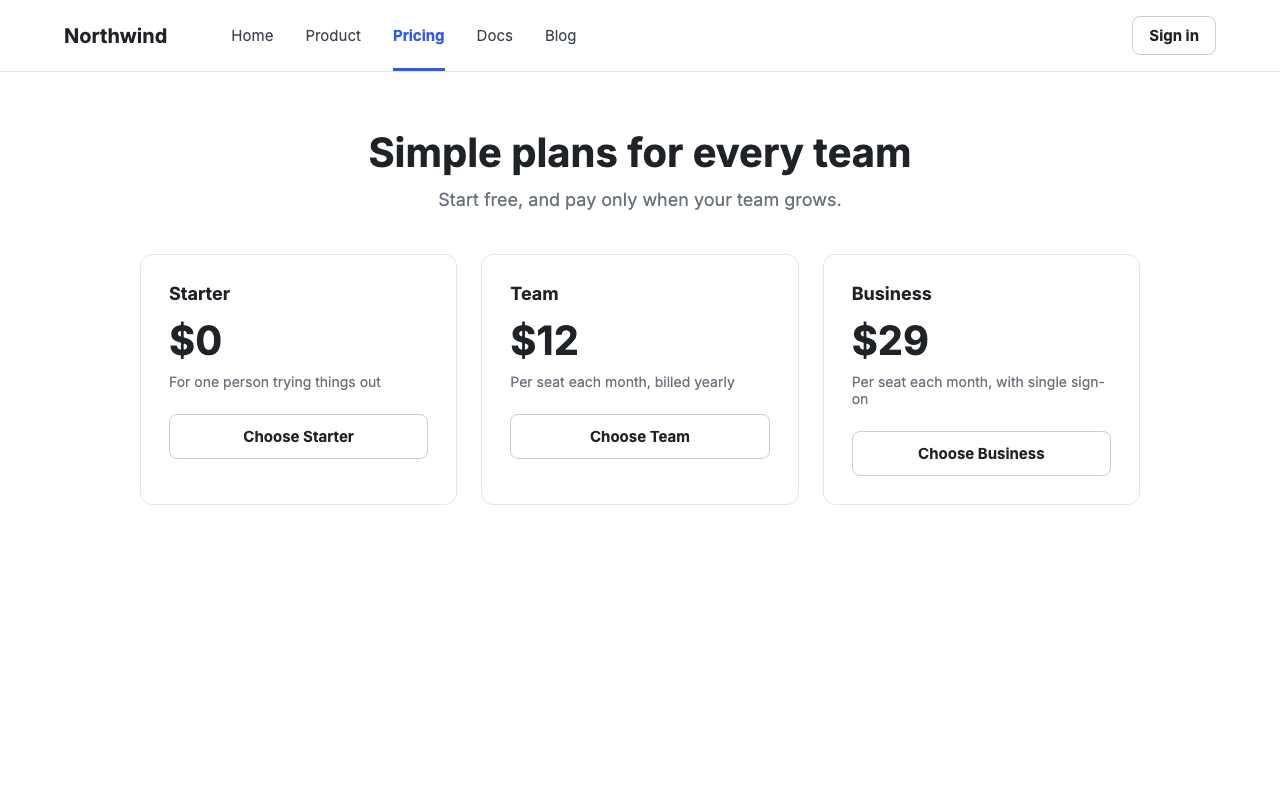 Northwind
Home Product Pricing Docs Blog
Sign in
Simple plans for every team
Start free, and pay only when your team grows.
Starter
$0
For one person trying things out
Choose Starter
Team
$12
Per seat each month, billed yearly
Choose Team
Business
$29
Per seat each month, with single sign-
on
Choose Business